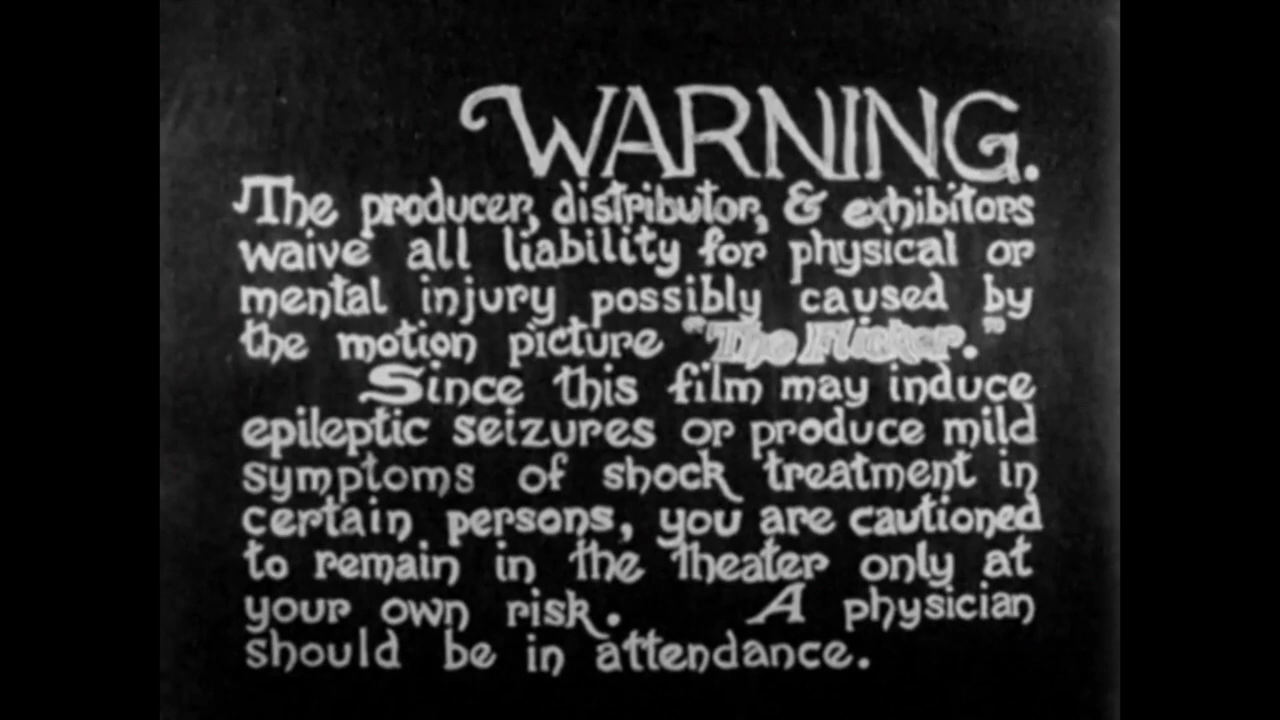 WARNING.
The producer, distributor, & exhibitors
waive all liability for physical or
mental injury possibly caused by
the motion picture "The Flicker."
Since this film may induce
epileptic seizures or produce mild
symptoms of shock treatment in
certain persons, you are cautioned
to remain in the theater only at
your own risk. A physician
should be in attendance.